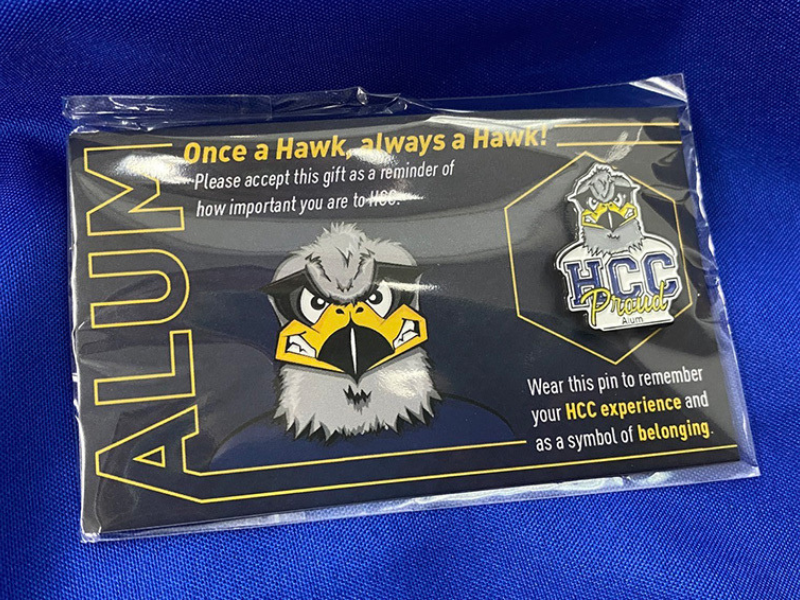 ALUM
Once a Hawk, always a Hawk!
Please accept this gift as a reminder of
how important you are to HCC.
HCC
Proud
Alum
Wear this pin to remember
your HCC experience and
as a symbol of belonging.